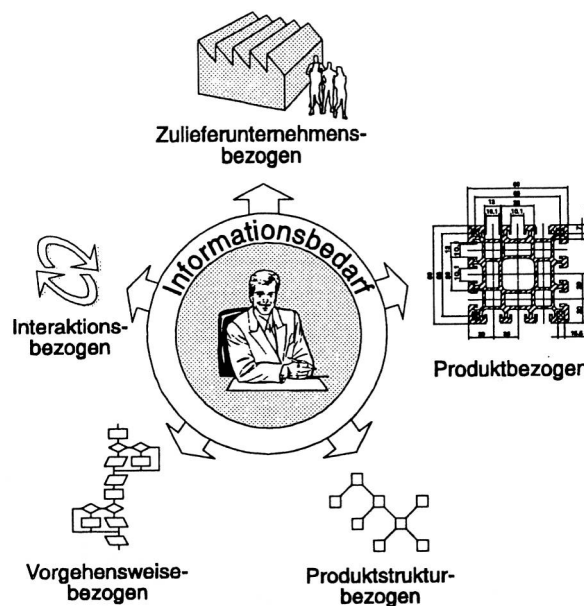 Zulieferunternehmens-
bezogen
Informationsbedarf
Interaktions-
bezogen
Produktbezogen
Vorgehensweise-
bezogen
Produktstruktur-
bezogen